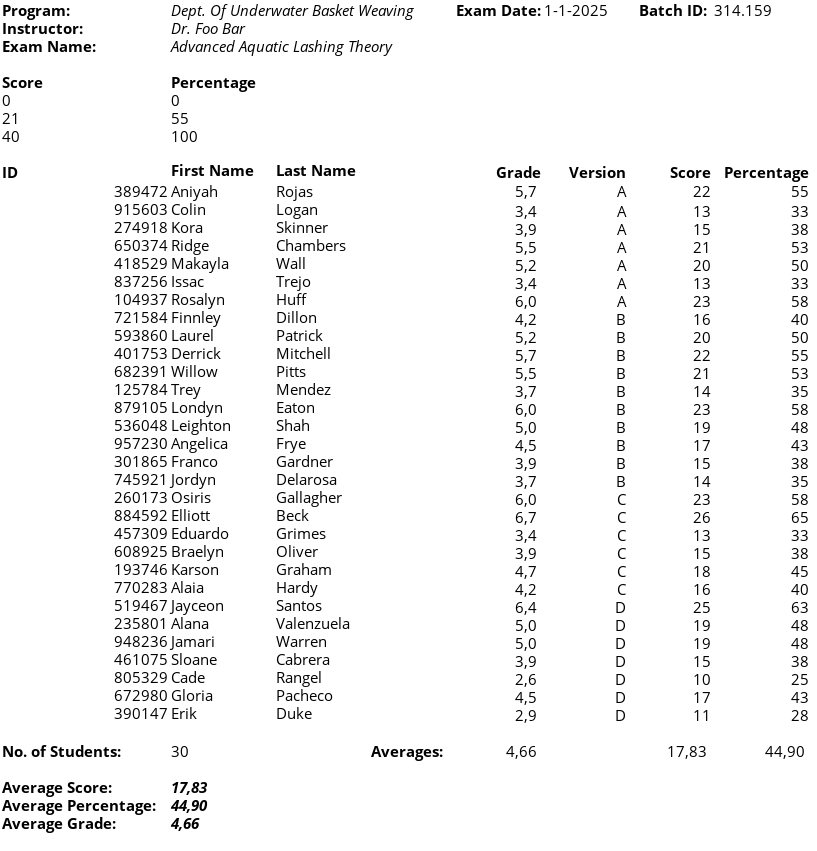 Program: Dept. Of Underwater Basket Weaving Exam Date: 1-1-2025 Batch ID: 314.159
Instructor: Dr. Foo Bar
Exam Name: Advanced Aquatic Lashing Theory
Score Percentage
0 0
21 55
40 100
ID First Name Last Name Grade Version Score Percentage
389472 Aniyah Rojas 5,7 A 22 55
915603 Colin Logan 3,4 A 13 33
274918 Kora Skinner 3,9 A 15 38
650374 Ridge Chambers 5,5 A 21 53
418529 Makayla Wall 5,2 A 20 50
837256 Issac Trejo 3,4 A 13 33
104937 Rosalyn Huff 6,0 A 23 58
721584 Finnley Dillon 4,2 B 16 40
593860 Laurel Patrick 5,2 B 20 50
401753 Derrick Mitchell 5,7 B 22 55
682391 Willow Pitts 5,5 B 21 53
125784 Trey Mendez 3,7 B 14 35
879105 Londyn Eaton 6,0 B 23 58
536048 Leighton Shah 5,0 B 19 48
957230 Angelica Frye 4,5 B 17 43
301865 Franco Gardner 3,9 B 15 38
745921 Jordyn Delarosa 3,7 B 14 35
260173 Osiris Gallagher 6,0 C 23 58
884592 Elliott Beck 6,7 C 26 65
457309 Eduardo Grimes 3,4 C 13 33
608925 Braelyn Oliver 3,9 C 15 38
193746 Karson Graham 4,7 C 18 45
770283 Alaia Hardy 4,2 C 16 40
519467 Jayceon Santos 6,4 D 25 63
235801 Alana Valenzuela 5,0 D 19 48
948236 Jamari Warren 5,0 D 19 48
461075 Sloane Cabrera 3,9 D 15 38
805329 Cade Rangel 2,6 D 10 25
672980 Gloria Pacheco 4,5 D 17 43
390147 Erik Duke 2,9 D 11 28
No. of Students: 30 Averages: 4,66 17,83 44,90
Average Score: 17,83
Average Percentage: 44,90
Average Grade: 4,66